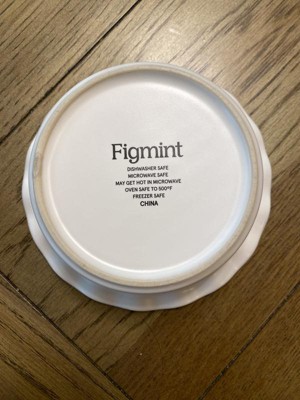 Figmint
DISHWASHER SAFE
MICROWAVE SAFE
MAY GET HOT IN MICROWAVE
OVEN SAFE TO 500°F
FREEZER SAFE
CHINA